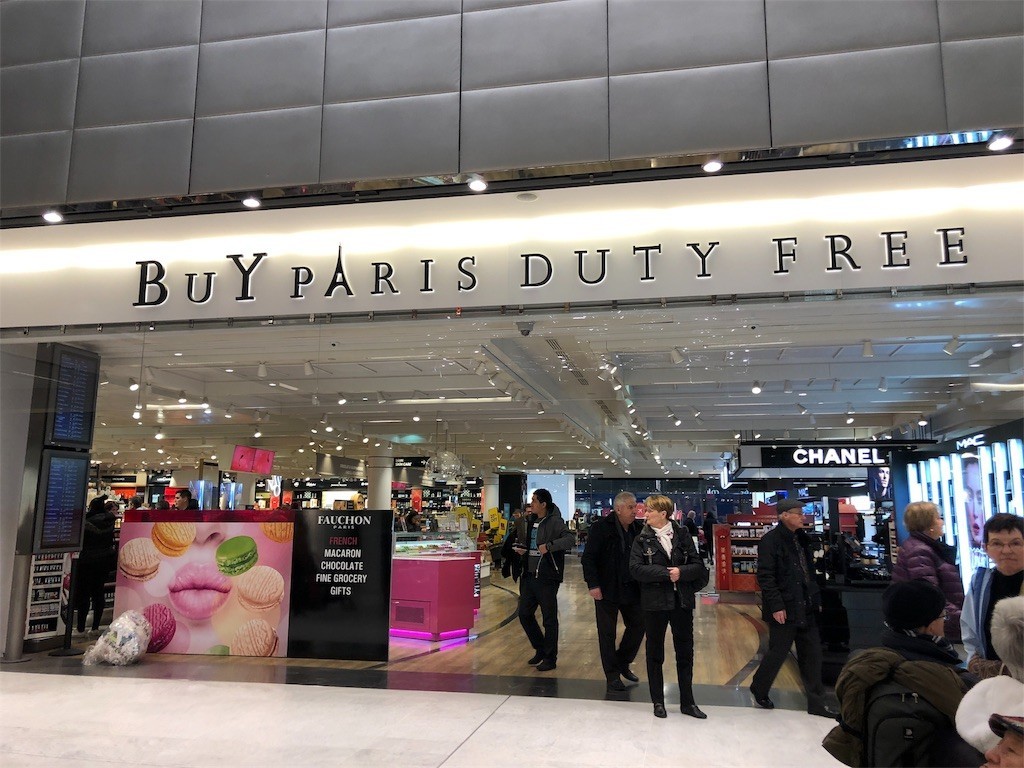 BUY PARIS DUTY FREE
CHANEL
MAC
FAUCHON
PARIS
FRENCH
MACARON
CHOCOLATE
FINE GROCERY
GIFTS